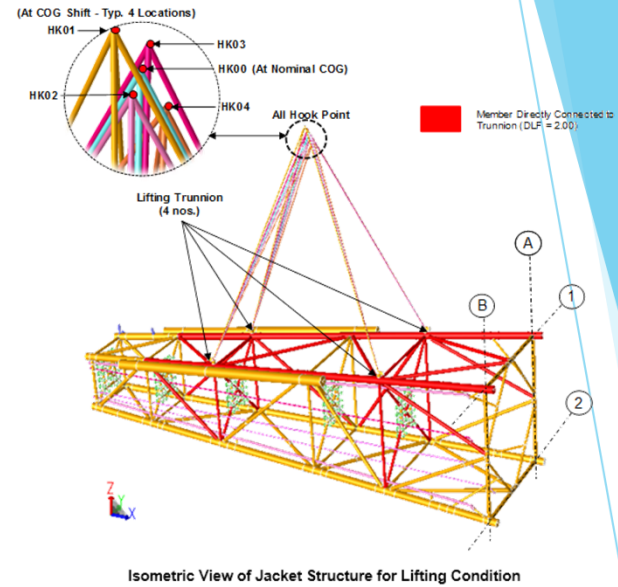 (At COG Shift - Typ. 4 Locations)
HK01
HK03
HK00 (At Nominal COG)
HK02
HK04
All Hook Point
Member Directly Connected to
Trunnion (DLF = 2.00)
Lifting Trunnion
(4 nos.)
A
B
1
2
Z
Y
X
Isometric View of Jacket Structure for Lifting Condition